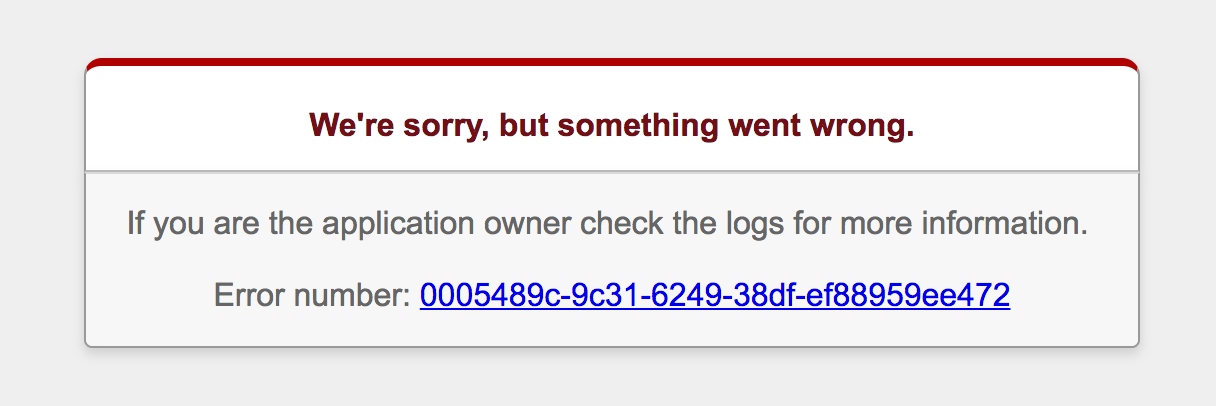 We're sorry, but something went wrong.
If you are the application owner check the logs for more information.
Error number: 0005489c-9c31-6249-38df-ef88959ee472